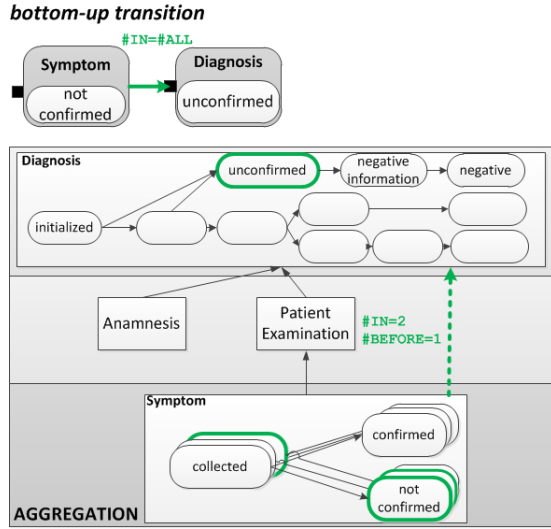 bottom-up transition
#IN=#ALL
Symptom
not
confirmed
Diagnosis
unconfirmed
Diagnosis
unconfirmed
negative
information
negative
initialized
Anamnesis
Patient
Examination
#IN=2
#BEFORE=1
Symptom
collected
confirmed
not
confirmed
AGGREGATION